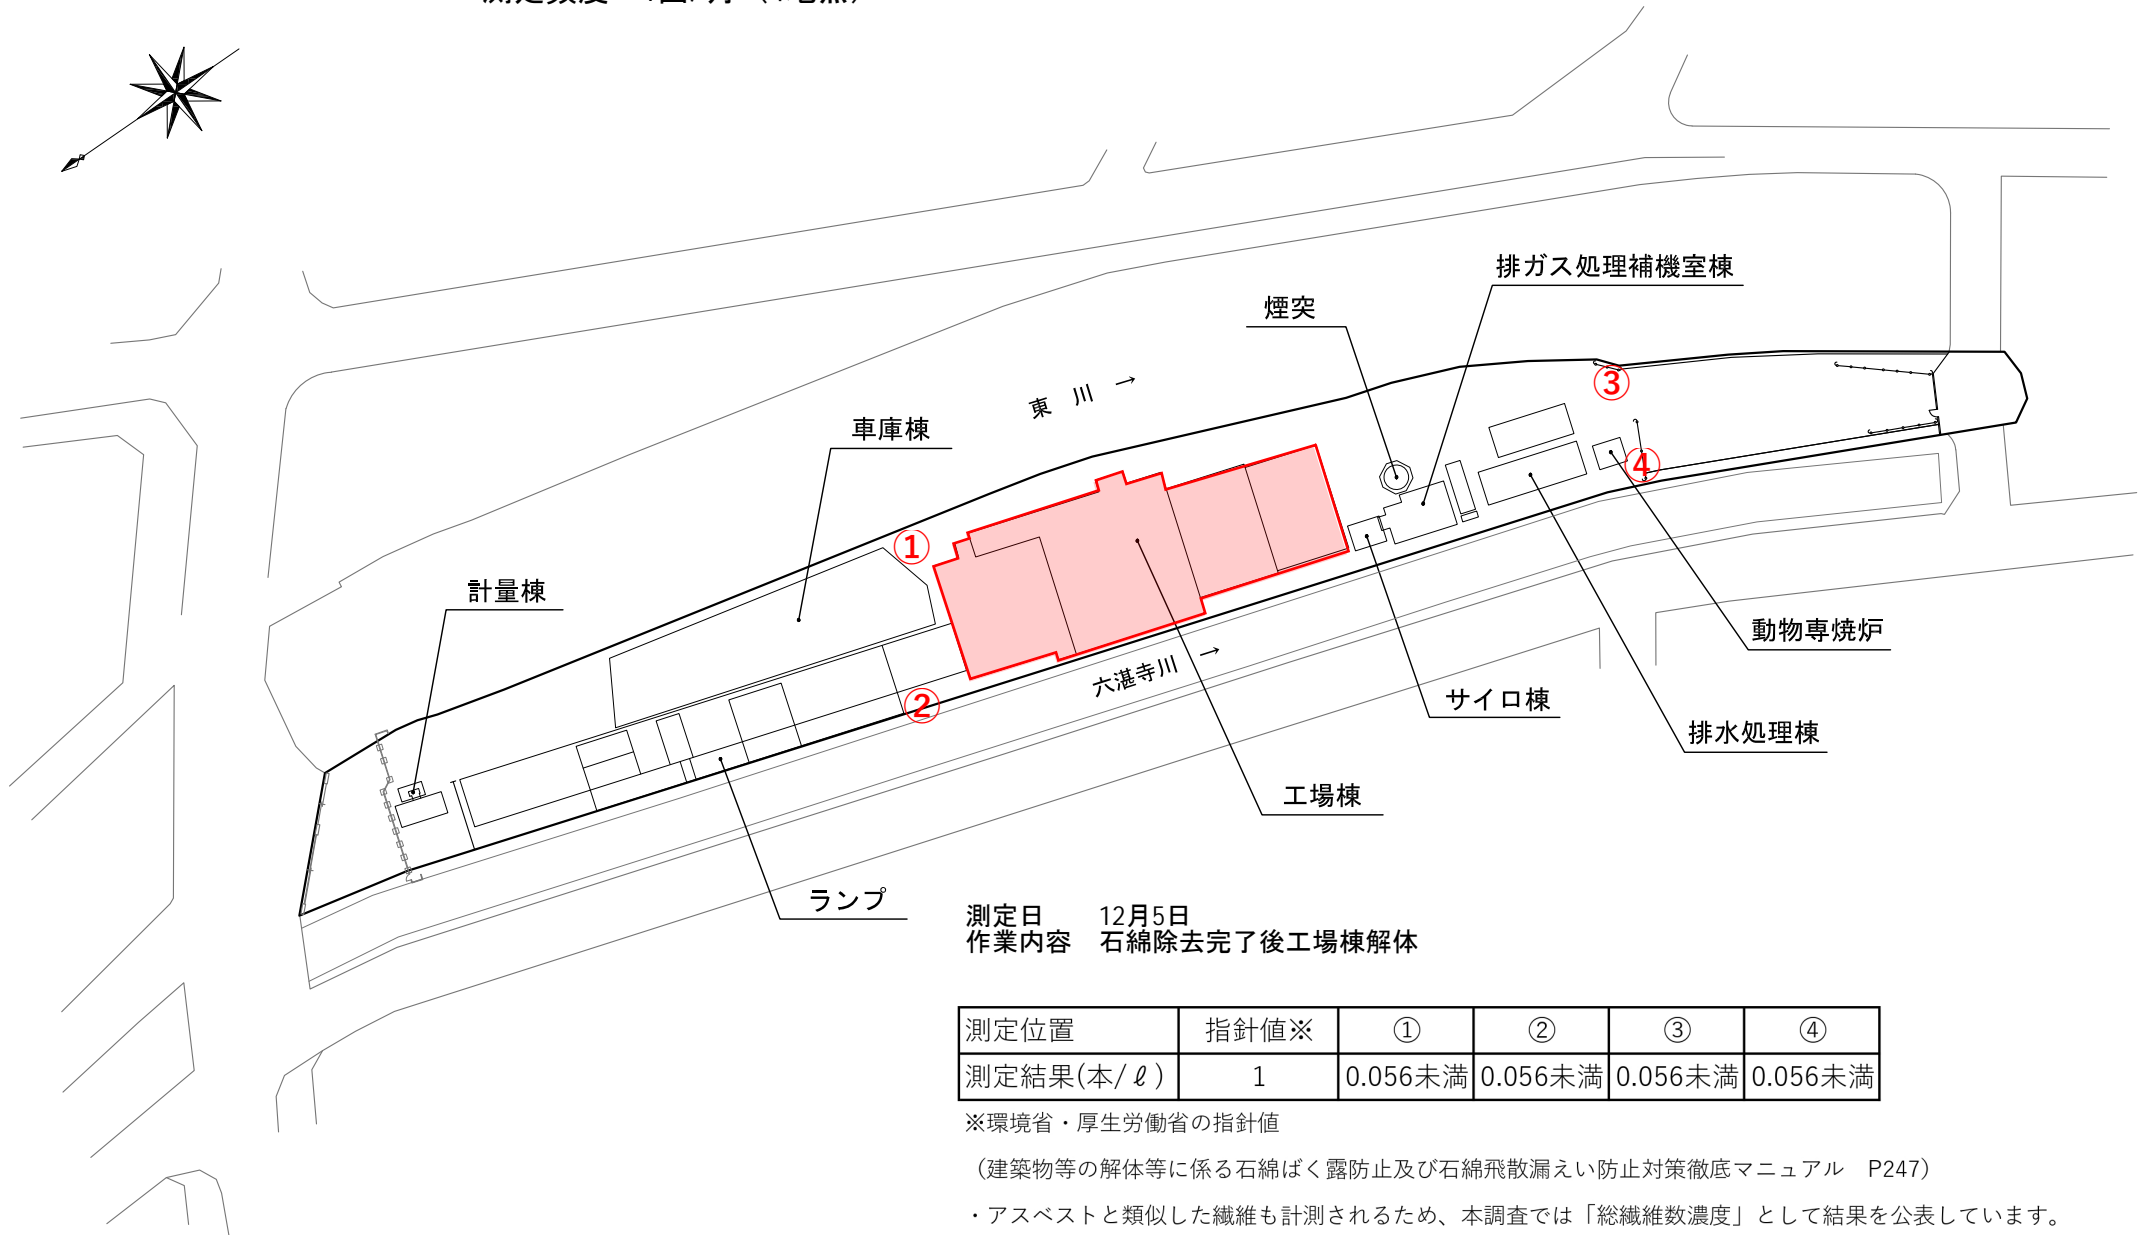 排ガス処理補機室棟
煙突
③
東 川 →
車庫棟
④
①
計量棟
動物専焼炉
六湛寺川 →
サイロ棟
②
排水処理棟
工場棟
ランプ
測定日 12月5日
作業内容 石綿除去完了後工場棟解体
測定位置 指針値※ ① ② ③ ④
測定結果(本/ℓ) 1 0.056未満 0.056未満 0.056未満 0.056未満
※環境省・厚生労働省の指針値
（建築物等の解体等に係る石綿ばく露防止及び石綿飛散漏えい防止対策徹底マニュアル P247）
・アスベストと類似した繊維も計測されるため、本調査では「総繊維数濃度」として結果を公表しています。